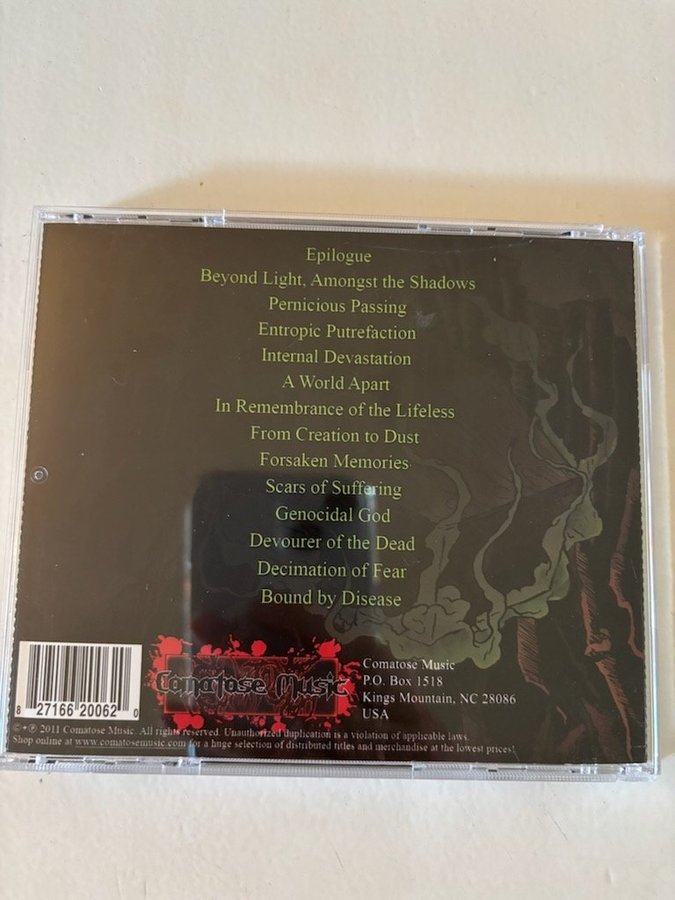 Epilogue
Beyond Light, Amongst the Shadows
Pernicious Passing
Entropic Putrefaction
Internal Devastation
A World Apart
In Remembrance of the Lifeless
From Creation to Dust
Forsaken Memories
Scars of Suffering
Genocidal God
Devourer of the Dead
Decimation of Fear
Bound by Disease
Comatose Music
Comatose Music
P.O. Box 1518
Kings Mountain, NC 28086
USA
8 27166 20062 0
©+℗ 2011 Comatose Music. All rights reserved. Unauthorized duplication is a violation of applicable laws.
Shop online at www.comatosemusic.com for a huge selection of distributed titles and merchandise at the lowest prices!